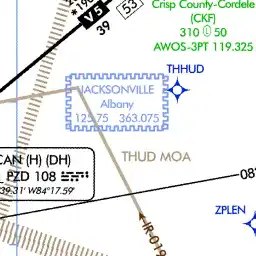 *190
V5
39
53
Crisp County-Cordele
(CKF)
310 Ⓛ 50
AWOS-3PT 119.325
THHUD
JACKSONVILLE
Albany
125.75 363.075
CAN (H) (DH)
PZD 108
39.31' W84°17.59'
THUD MOA
08
ZPLEN
IR-019